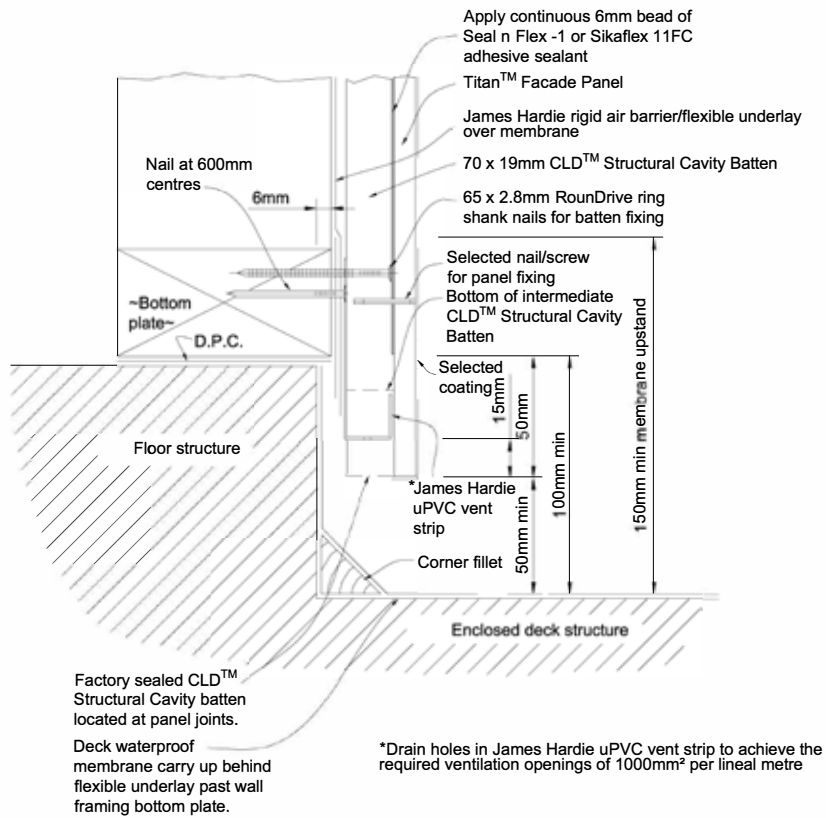 Apply continuous 6mm bead of
Seal n Flex -1 or Sikaflex 11FC
adhesive sealant
Titan™ Facade Panel
James Hardie rigid air barrier/flexible underlay
over membrane
Nail at 600mm
centres
70 x 19mm CLD™ Structural Cavity Batten
6mm
65 x 2.8mm RounDrive ring
shank nails for batten fixing
Selected nail/screw
for panel fixing
Bottom of intermediate
CLD™ Structural Cavity
Batten
~Bottom
plate~
D.P.C.
Selected
coating
15mm
50mm
100mm min
150mm min membrane upstand
Floor structure
*James Hardie
uPVC vent
strip
50mm min
Corner fillet
Enclosed deck structure
Factory sealed CLD™
Structural Cavity batten
located at panel joints.
Deck waterproof
membrane carry up behind
flexible underlay past wall
framing bottom plate.
*Drain holes in James Hardie uPVC vent strip to achieve the
required ventilation openings of 1000mm² per lineal metre